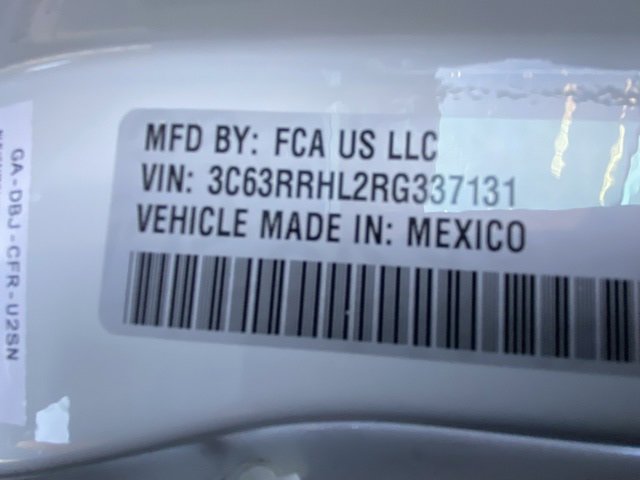 MFD BY: FCA US LLC
VIN: 3C63RRHL2RG337131
VEHICLE MADE IN: MEXICO
GA-DBJ-CFR-U2SN